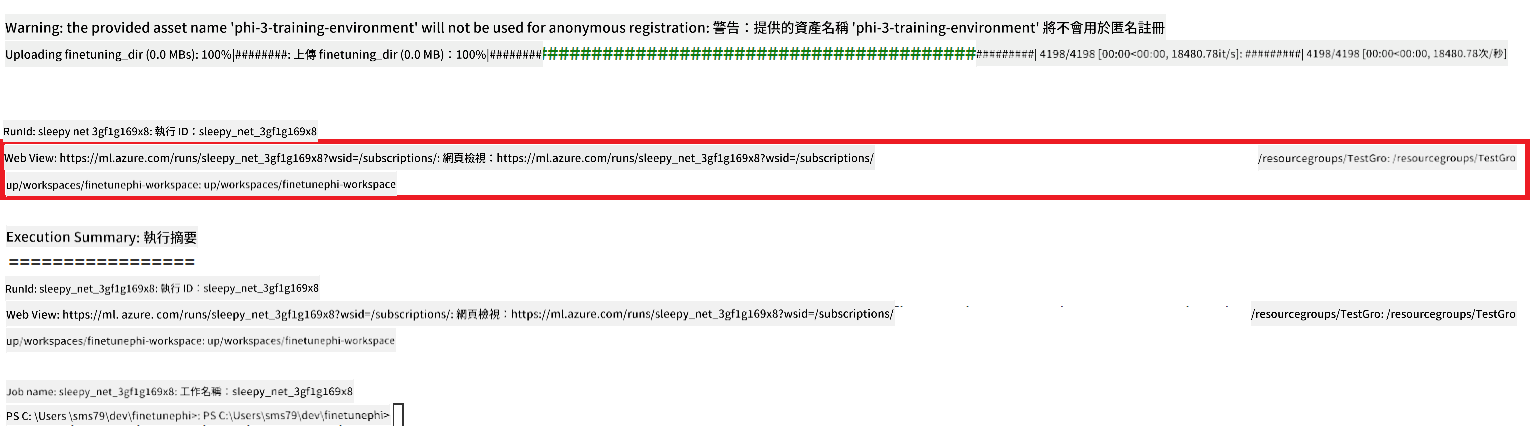 Warning: the provided asset name 'phi-3-training-environment' will not be used for anonymous registration: 警告：提供的資產名稱 'phi-3-training-environment' 將不會用於匿名註冊
Uploading finetuning_dir (0.0 MBs): 100%|########: 上傳 finetuning_dir (0.0 MB)：100%|#################################################| 4198/4198 [00:00<00:00, 18480.78it/s]: #########| 4198/4198 [00:00<00:00, 18480.78次/秒]
RunId: sleepy net 3gf1g169x8: 執行 ID：sleepy_net_3gf1g169x8
Web View: https://ml.azure.com/runs/sleepy_net_3gf1g169x8?wsid=/subscriptions/: 網頁檢視：https://ml.azure.com/runs/sleepy_net_3gf1g169x8?wsid=/subscriptions/ /resourcegroups/TestGro: /resourcegroups/TestGro
up/workspaces/finetunephi-workspace: up/workspaces/finetunephi-workspace
Execution Summary: 執行摘要
=================
RunId: sleepy_net_3gf1g169x8: 執行 ID：sleepy_net_3gf1g169x8
Web View: https://ml. azure. com/runs/sleepy_net_3gf1g169x8?wsid=/subscriptions/: 網頁檢視：https://ml.azure.com/runs/sleepy_net_3gf1g169x8?wsid=/subscriptions/ /resourcegroups/TestGro: /resourcegroups/TestGro
up/workspaces/finetunephi-workspace: up/workspaces/finetunephi-workspace
Job name: sleepy_net_3gf1g169x8: 工作名稱：sleepy_net_3gf1g169x8
PS C: \Users \sms79\dev\finetunephi>: PS C:\Users\sms79\dev\finetunephi>